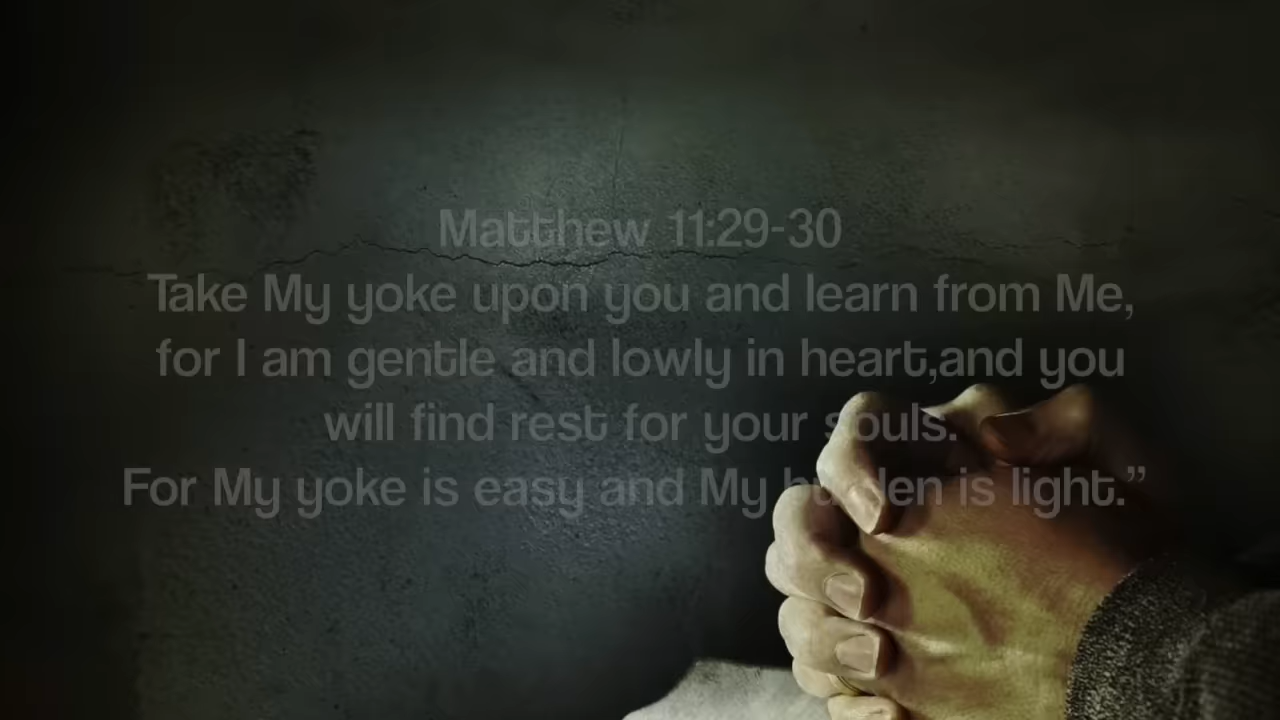 Matthew 11:29-30
Take My yoke upon you and learn from Me,
for I am gentle and lowly in heart,and you
will find rest for your souls.
For My yoke is easy and My burden is light.”